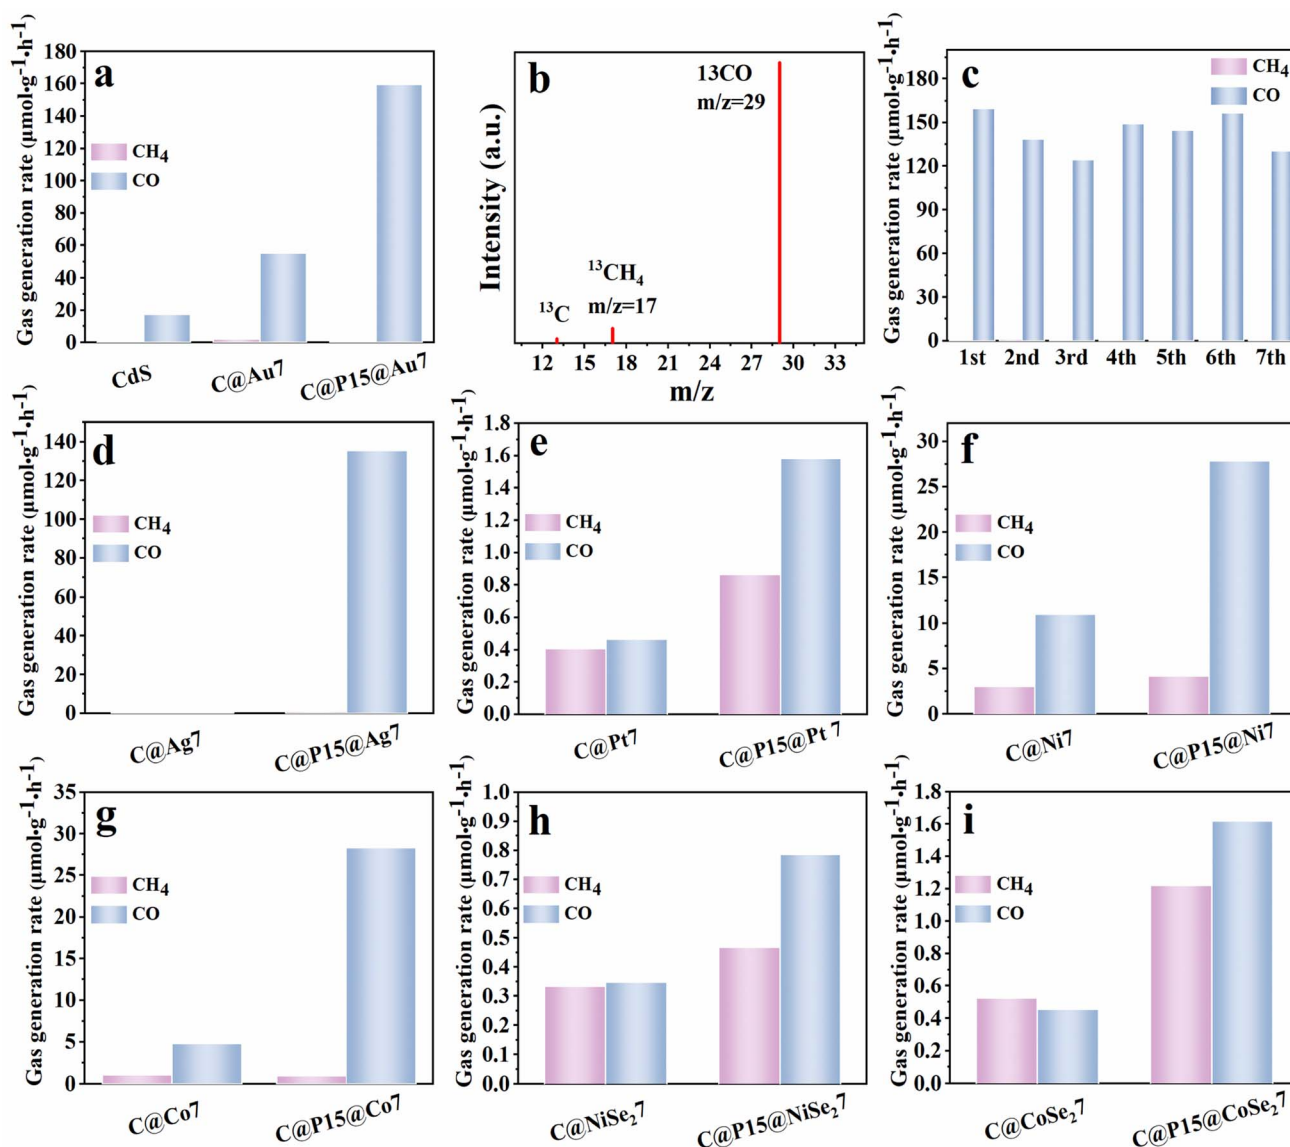 a
Gas generation rate (µmol·g⁻¹·h⁻¹)
180
160
140
120
100
80
60
40
20
0
CH₄
CO
CdS
C@Au7
C@P15@Au7
b
Intensity (a.u.)
13CO
m/z=29
¹³CH₄
m/z=17
¹³C
12 15 18 21 24 27 30 33
m/z
c
Gas generation rate (µmol·g⁻¹·h⁻¹)
180
150
120
90
60
30
0
CH₄
CO
1st 2nd 3rd 4th 5th 6th 7th
d
Gas generation rate (µmol·g⁻¹·h⁻¹)
140
120
100
80
60
40
20
0
CH₄
CO
C@Ag7
C@P15@Ag7
e
Gas generation rate (µmol·g⁻¹·h⁻¹)
1.8
1.6
1.4
1.2
1.0
0.8
0.6
0.4
0.2
0.0
CH₄
CO
C@Pt7
C@P15@Pt 7
f
Gas generation rate (µmol·g⁻¹·h⁻¹)
30
25
20
15
10
5
0
CH₄
CO
C@Ni7
C@P15@Ni7
g
Gas generation rate (µmol·g⁻¹·h⁻¹)
35
30
25
20
15
10
5
0
CH₄
CO
C@Co7
C@P15@Co7
h
Gas generation rate (µmol·g⁻¹·h⁻¹)
1.0
0.9
0.8
0.7
0.6
0.5
0.4
0.3
0.2
0.1
0.0
CH₄
CO
C@NiSe₂7
C@P15@NiSe₂7
i
Gas generation rate (µmol·g⁻¹·h⁻¹)
1.8
1.6
1.4
1.2
1.0
0.8
0.6
0.4
0.2
0.0
CH₄
CO
C@CoSe₂7
C@P15@CoSe₂7